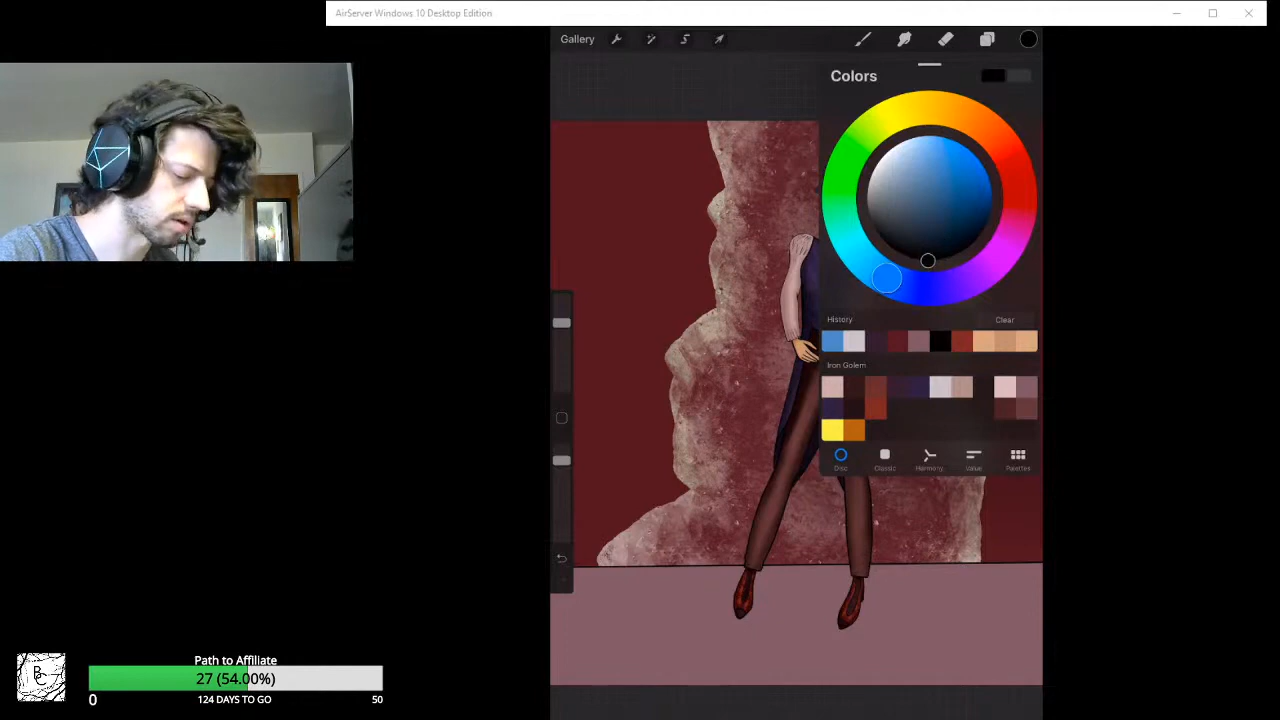 AirServer Windows 10 Desktop Edition
Gallery
Colors
History
Clear
Iron Golem
Disc
Classic
Harmony
Value
Palettes
Path to Affiliate
27 (54.00%)
0
124 DAYS TO GO
50